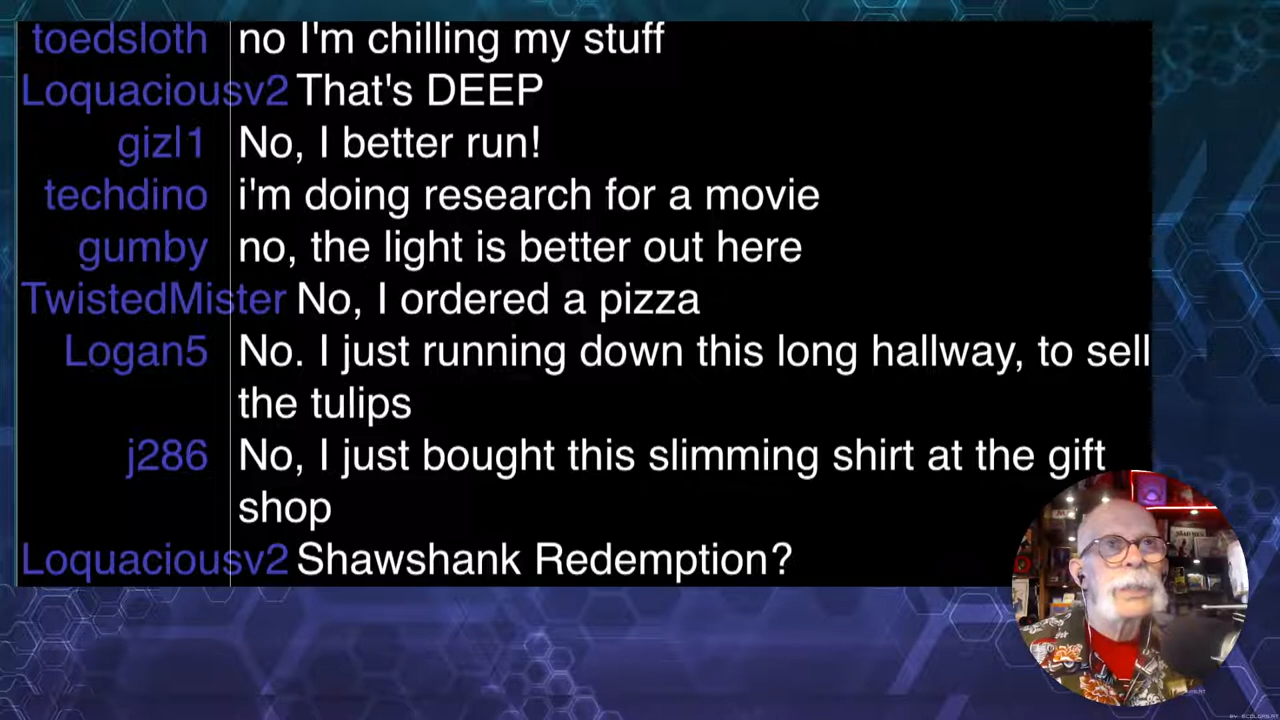 toedsloth no I'm chilling my stuff
Loquaciousv2 That's DEEP
gizl1 No, I better run!
techdino i'm doing research for a movie
gumby no, the light is better out here
TwistedMister No, I ordered a pizza
Logan5 No. I just running down this long hallway, to sell
the tulips
j286 No, I just bought this slimming shirt at the gift
shop
Loquaciousv2 Shawshank Redemption?